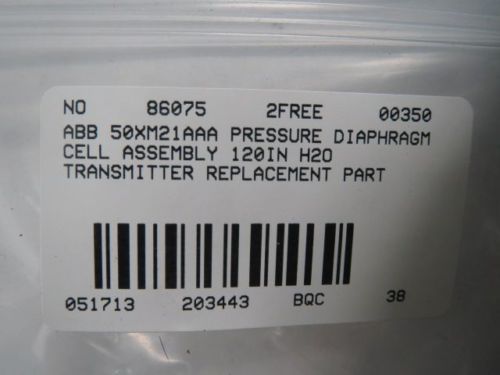 NO 86075 2FREE 00350
ABB 50XM21AAA PRESSURE DIAPHRAGM
CELL ASSEMBLY 120IN H2O
TRANSMITTER REPLACEMENT PART
051713 203443 BQC 38